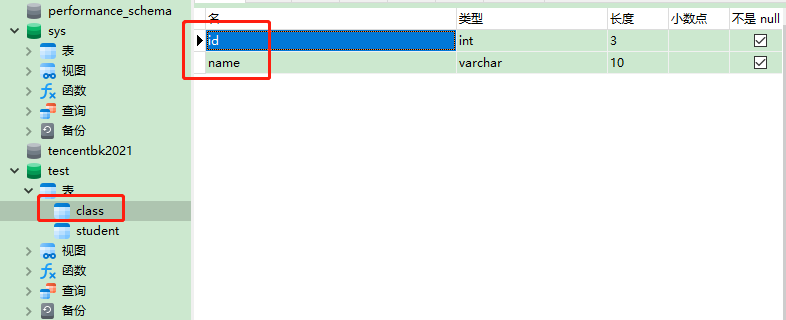 performance_schema
sys
表
视图
函数
查询
备份
tencentbk2021
test
表
class
student
视图
函数
查询
备份
名 类型 长度 小数点 不是 null
id int 3
name varchar 10